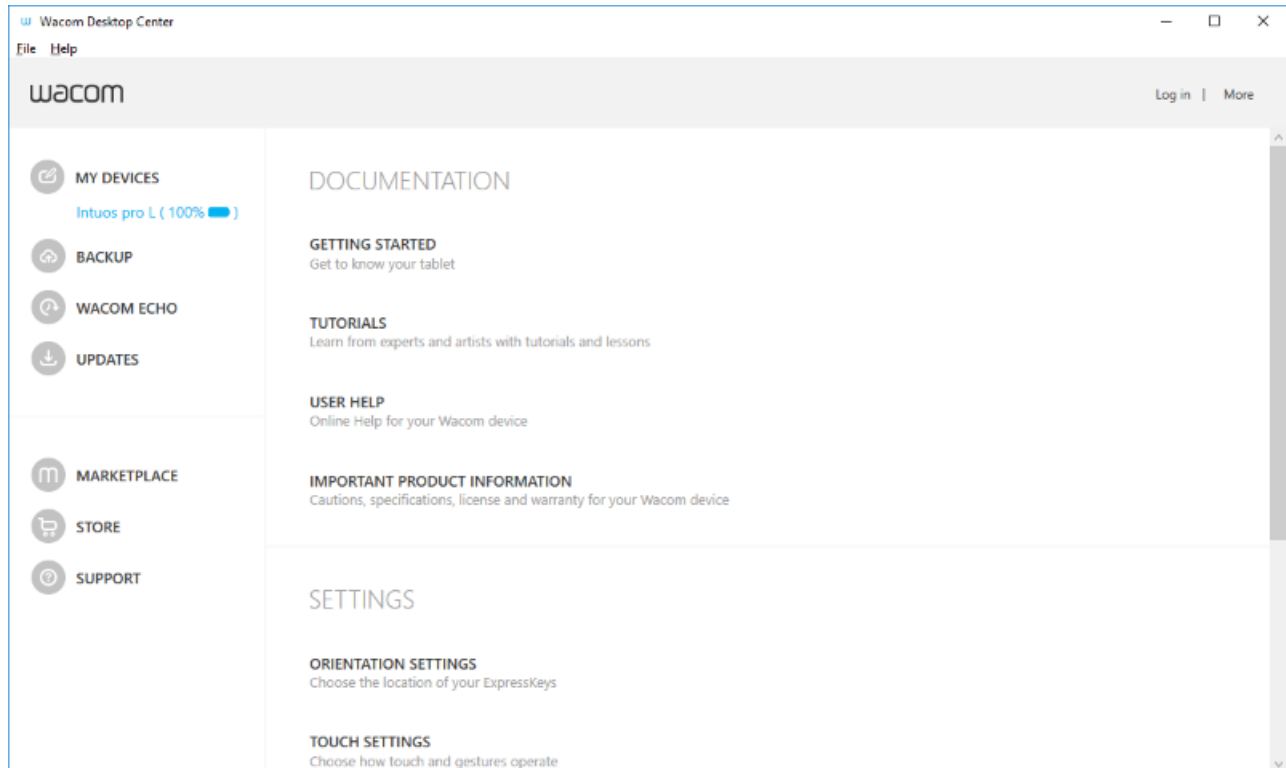 Wacom Desktop Center
File Help
wacom
Log in | More
MY DEVICES
Intuos pro L ( 100% )
BACKUP
WACOM ECHO
UPDATES
MARKETPLACE
STORE
SUPPORT
DOCUMENTATION
GETTING STARTED
Get to know your tablet
TUTORIALS
Learn from experts and artists with tutorials and lessons
USER HELP
Online Help for your Wacom device
IMPORTANT PRODUCT INFORMATION
Cautions, specifications, license and warranty for your Wacom device
SETTINGS
ORIENTATION SETTINGS
Choose the location of your ExpressKeys
TOUCH SETTINGS
Choose how touch and gestures operate